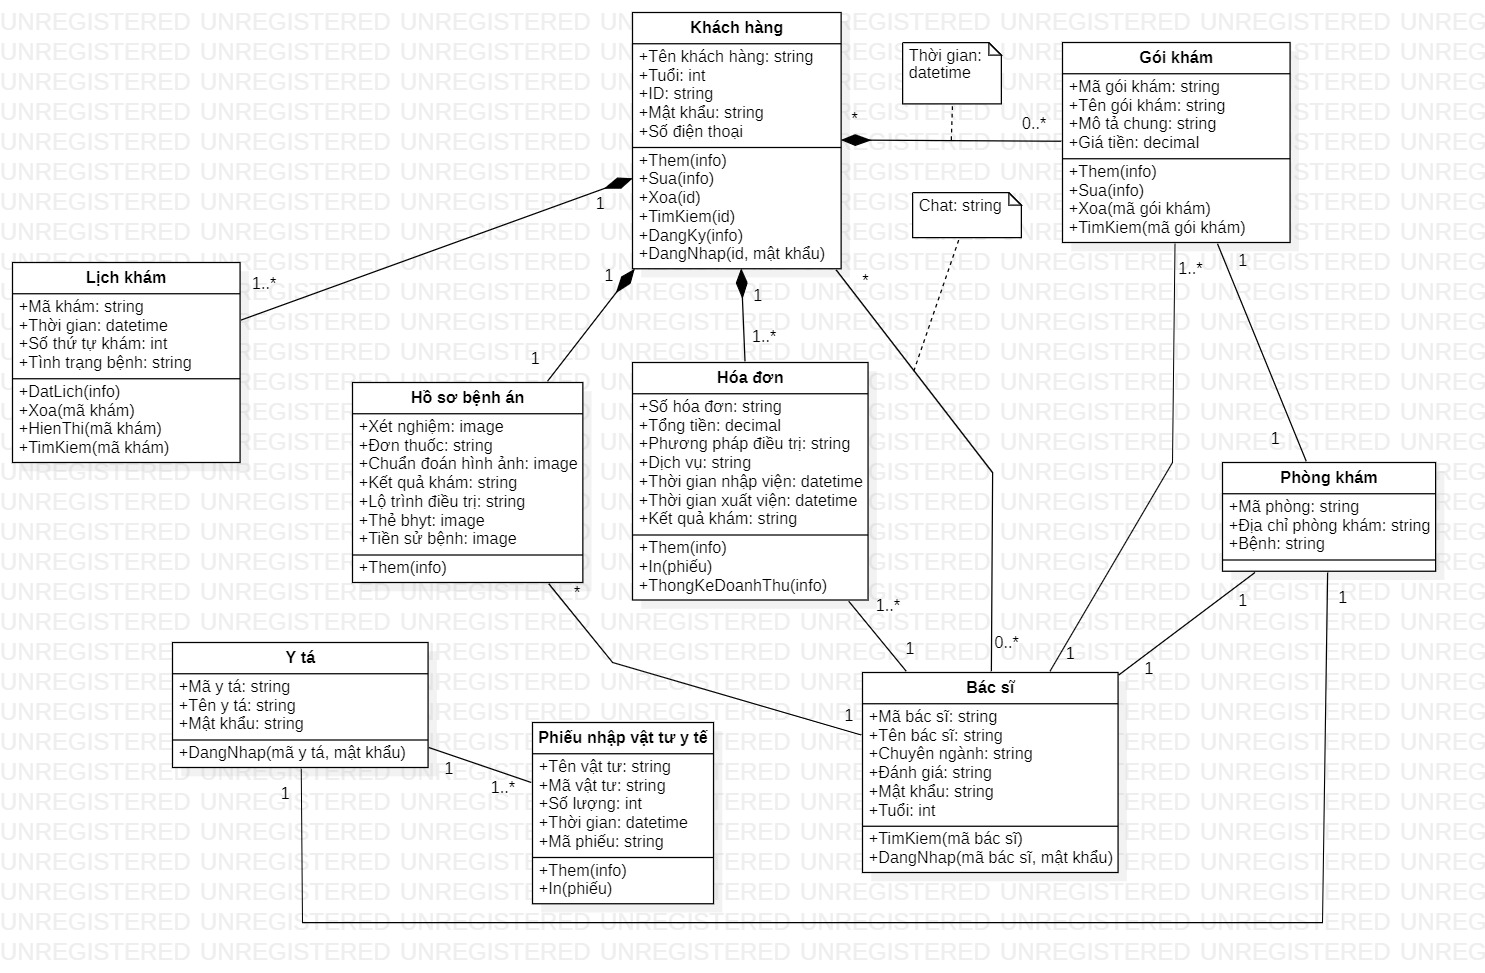 Khách hàng
+Tên khách hàng: string
+Tuổi: int
+ID: string
+Mật khẩu: string
+Số điện thoại
+Them(info)
+Sua(info)
+Xoa(id)
+TimKiem(id)
+DangKy(info)
+DangNhap(id, mật khẩu)
Thời gian:
datetime
*
0..*
Gói khám
+Mã gói khám: string
+Tên gói khám: string
+Mô tả chung: string
+Giá tiền: decimal
+Them(info)
+Sua(info)
+Xoa(mã gói khám)
+TimKiem(mã gói khám)
Chat: string
1
1..*
Lịch khám
+Mã khám: string
+Thời gian: datetime
+Số thứ tự khám: int
+Tình trạng bệnh: string
+DatLich(info)
+Xoa(mã khám)
+HienThi(mã khám)
+TimKiem(mã khám)
1
1
1
1..*
*
1..*
1
1
Hồ sơ bệnh án
+Xét nghiệm: image
+Đơn thuốc: string
+Chuẩn đoán hình ảnh: image
+Kết quả khám: string
+Lộ trình điều trị: string
+Thẻ bhyt: image
+Tiền sử bệnh: image
+Them(info)
Hóa đơn
+Số hóa đơn: string
+Tổng tiền: decimal
+Phương pháp điều trị: string
+Dịch vụ: string
+Thời gian nhập viện: datetime
+Thời gian xuất viện: datetime
+Kết quả khám: string
+Them(info)
+In(phiếu)
+ThongKeDoanhThu(info)
Phòng khám
+Mã phòng: string
+Địa chỉ phòng khám: string
+Bệnh: string
*
1..*
1
0..*
1
1
1
1
1
Y tá
+Mã y tá: string
+Tên y tá: string
+Mật khẩu: string
+DangNhap(mã y tá, mật khẩu)
1
1..*
1
Phiếu nhập vật tư y tế
+Tên vật tư: string
+Mã vật tư: string
+Số lượng: int
+Thời gian: datetime
+Mã phiếu: string
+Them(info)
+In(phiếu)
Bác sĩ
+Mã bác sĩ: string
+Tên bác sĩ: string
+Chuyên ngành: string
+Đánh giá: string
+Mật khẩu: string
+Tuổi: int
+TimKiem(mã bác sĩ)
+DangNhap(mã bác sĩ, mật khẩu)
UNREGISTERED